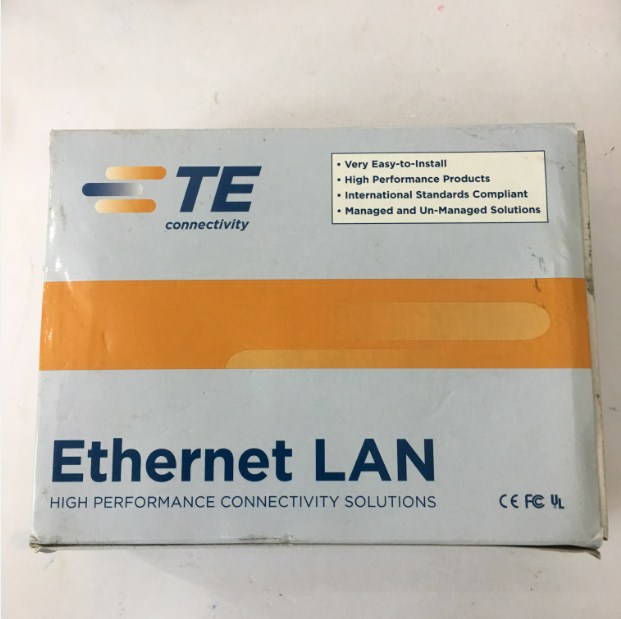 TE
connectivity
• Very Easy-to-Install
• High Performance Products
• International Standards Compliant
• Managed and Un-Managed Solutions
Ethernet LAN
HIGH PERFORMANCE CONNECTIVITY SOLUTIONS
CE FC UL